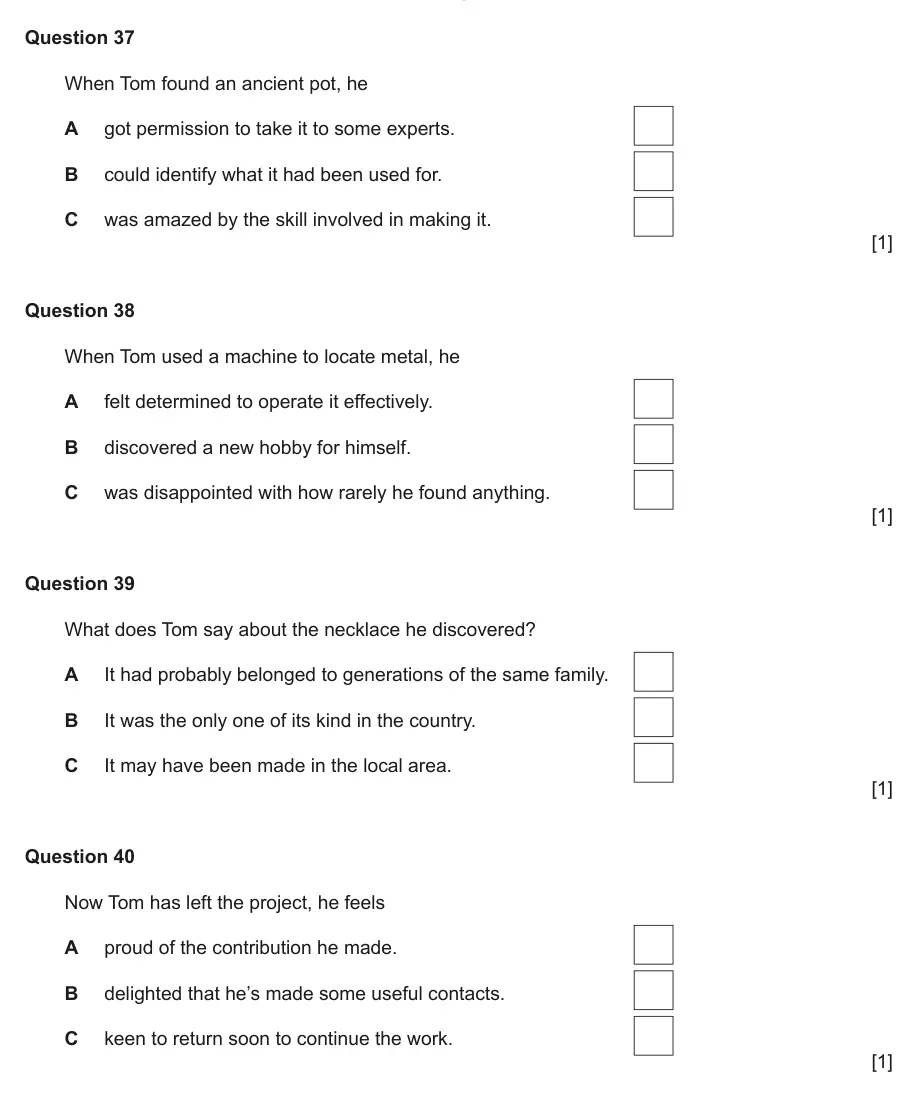 Question 37
When Tom found an ancient pot, he
A got permission to take it to some experts.
B could identify what it had been used for.
C was amazed by the skill involved in making it.
[1]
Question 38
When Tom used a machine to locate metal, he
A felt determined to operate it effectively.
B discovered a new hobby for himself.
C was disappointed with how rarely he found anything.
[1]
Question 39
What does Tom say about the necklace he discovered?
A It had probably belonged to generations of the same family.
B It was the only one of its kind in the country.
C It may have been made in the local area.
[1]
Question 40
Now Tom has left the project, he feels
A proud of the contribution he made.
B delighted that he’s made some useful contacts.
C keen to return soon to continue the work.
[1]